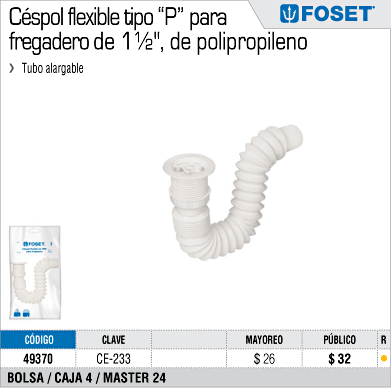 Céspol flexible tipo “P” para
fregadero de 1 ½", de polipropileno
FOSET®
❯ Tubo alargable
FOSET
CÓDIGO CLAVE MAYOREO PÚBLICO R
49370 CE-233 $ 26 $ 32
BOLSA / CAJA 4 / MASTER 24